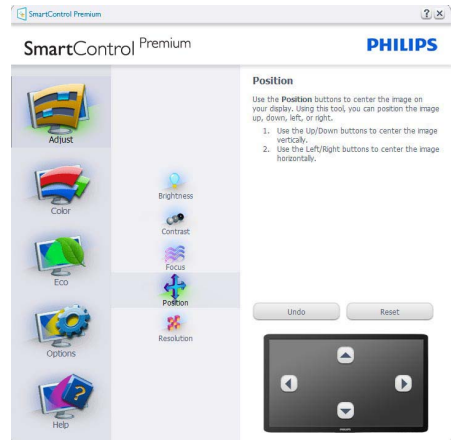 SmartControl Premium
? x
SmartControl Premium
PHILIPS
Adjust
Color
Eco
Options
Help
Brightness
Contrast
Focus
Position
Resolution
Position
Use the Position buttons to center the image on
your display. Using this tool, you can position the image
up, down, left, or right.
1. Use the Up/Down buttons to center the image
vertically.
2. Use the Left/Right buttons to center the image
horizontally.
Undo
Reset
PHILIPS